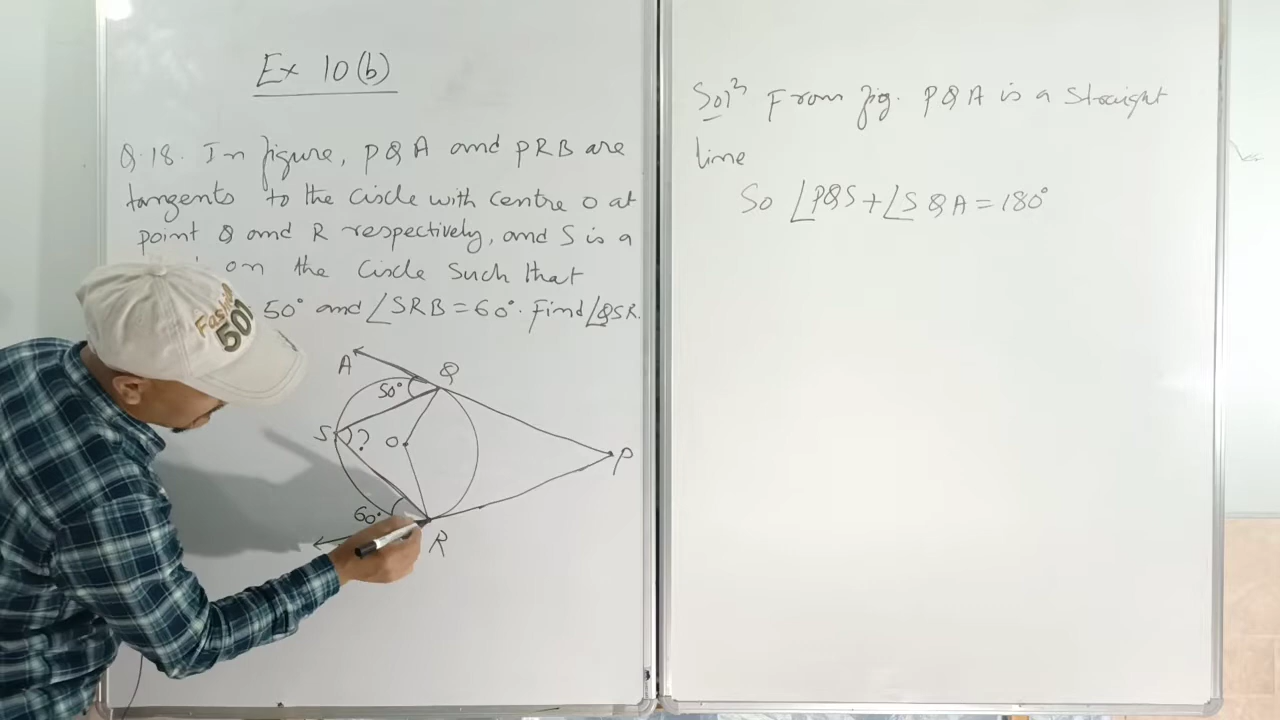 Ex 10(b)
Q.18. In figure, PQA and PRB are
tangents to the circle with centre O at
point Q and R respectively, and S is a
on the circle such that
50° and ∠SRB=60°. Find ∠QSR.
A
Q
50°
S
?
O
P
60°
R
Solⁿ From fig. PQA is a straight
line
So ∠PQS+∠SQA=180°
Fashion
501